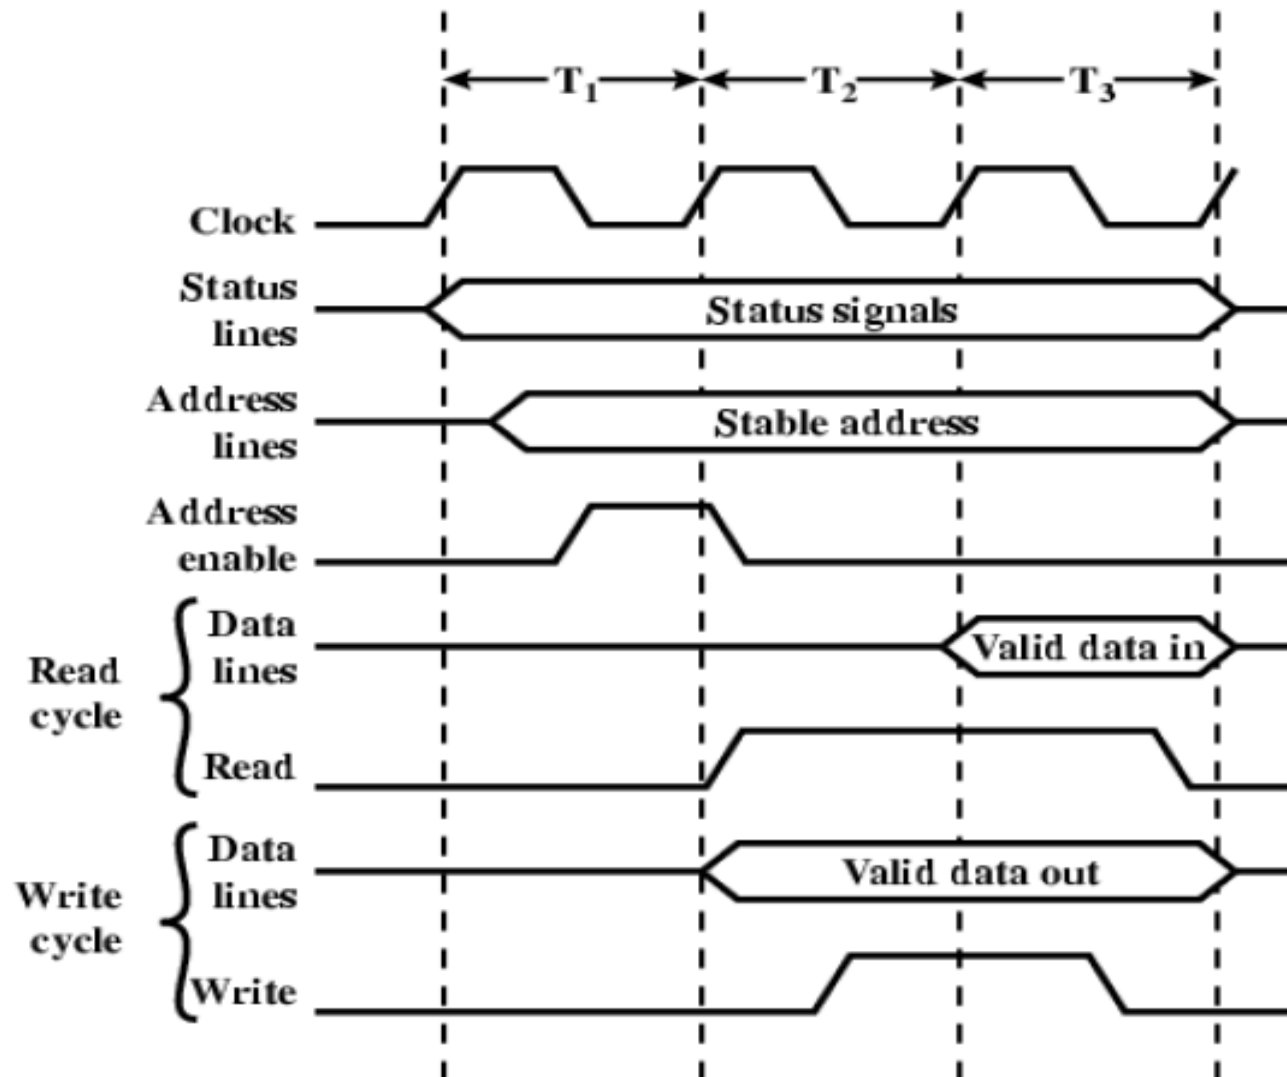 T1 T2 T3
Clock
Status
lines
Status signals
Address
lines
Stable address
Address
enable
Read
cycle
Data
lines
Valid data in
Read
Write
cycle
Data
lines
Valid data out
Write